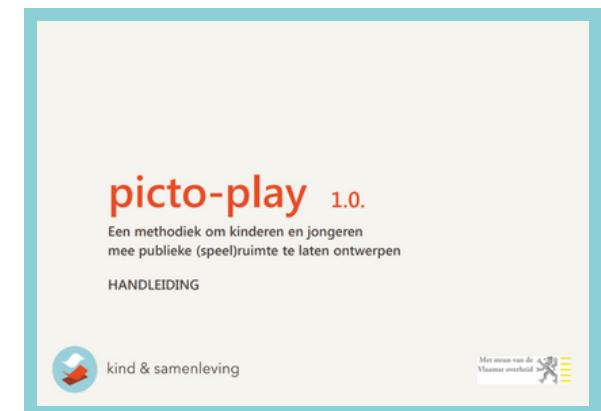 picto-play 1.0.
Een methodiek om kinderen en jongeren
mee publieke (speel)ruimte te laten ontwerpen
HANDLEIDING
kind & samenleving
Met steun van de
Vlaamse overheid